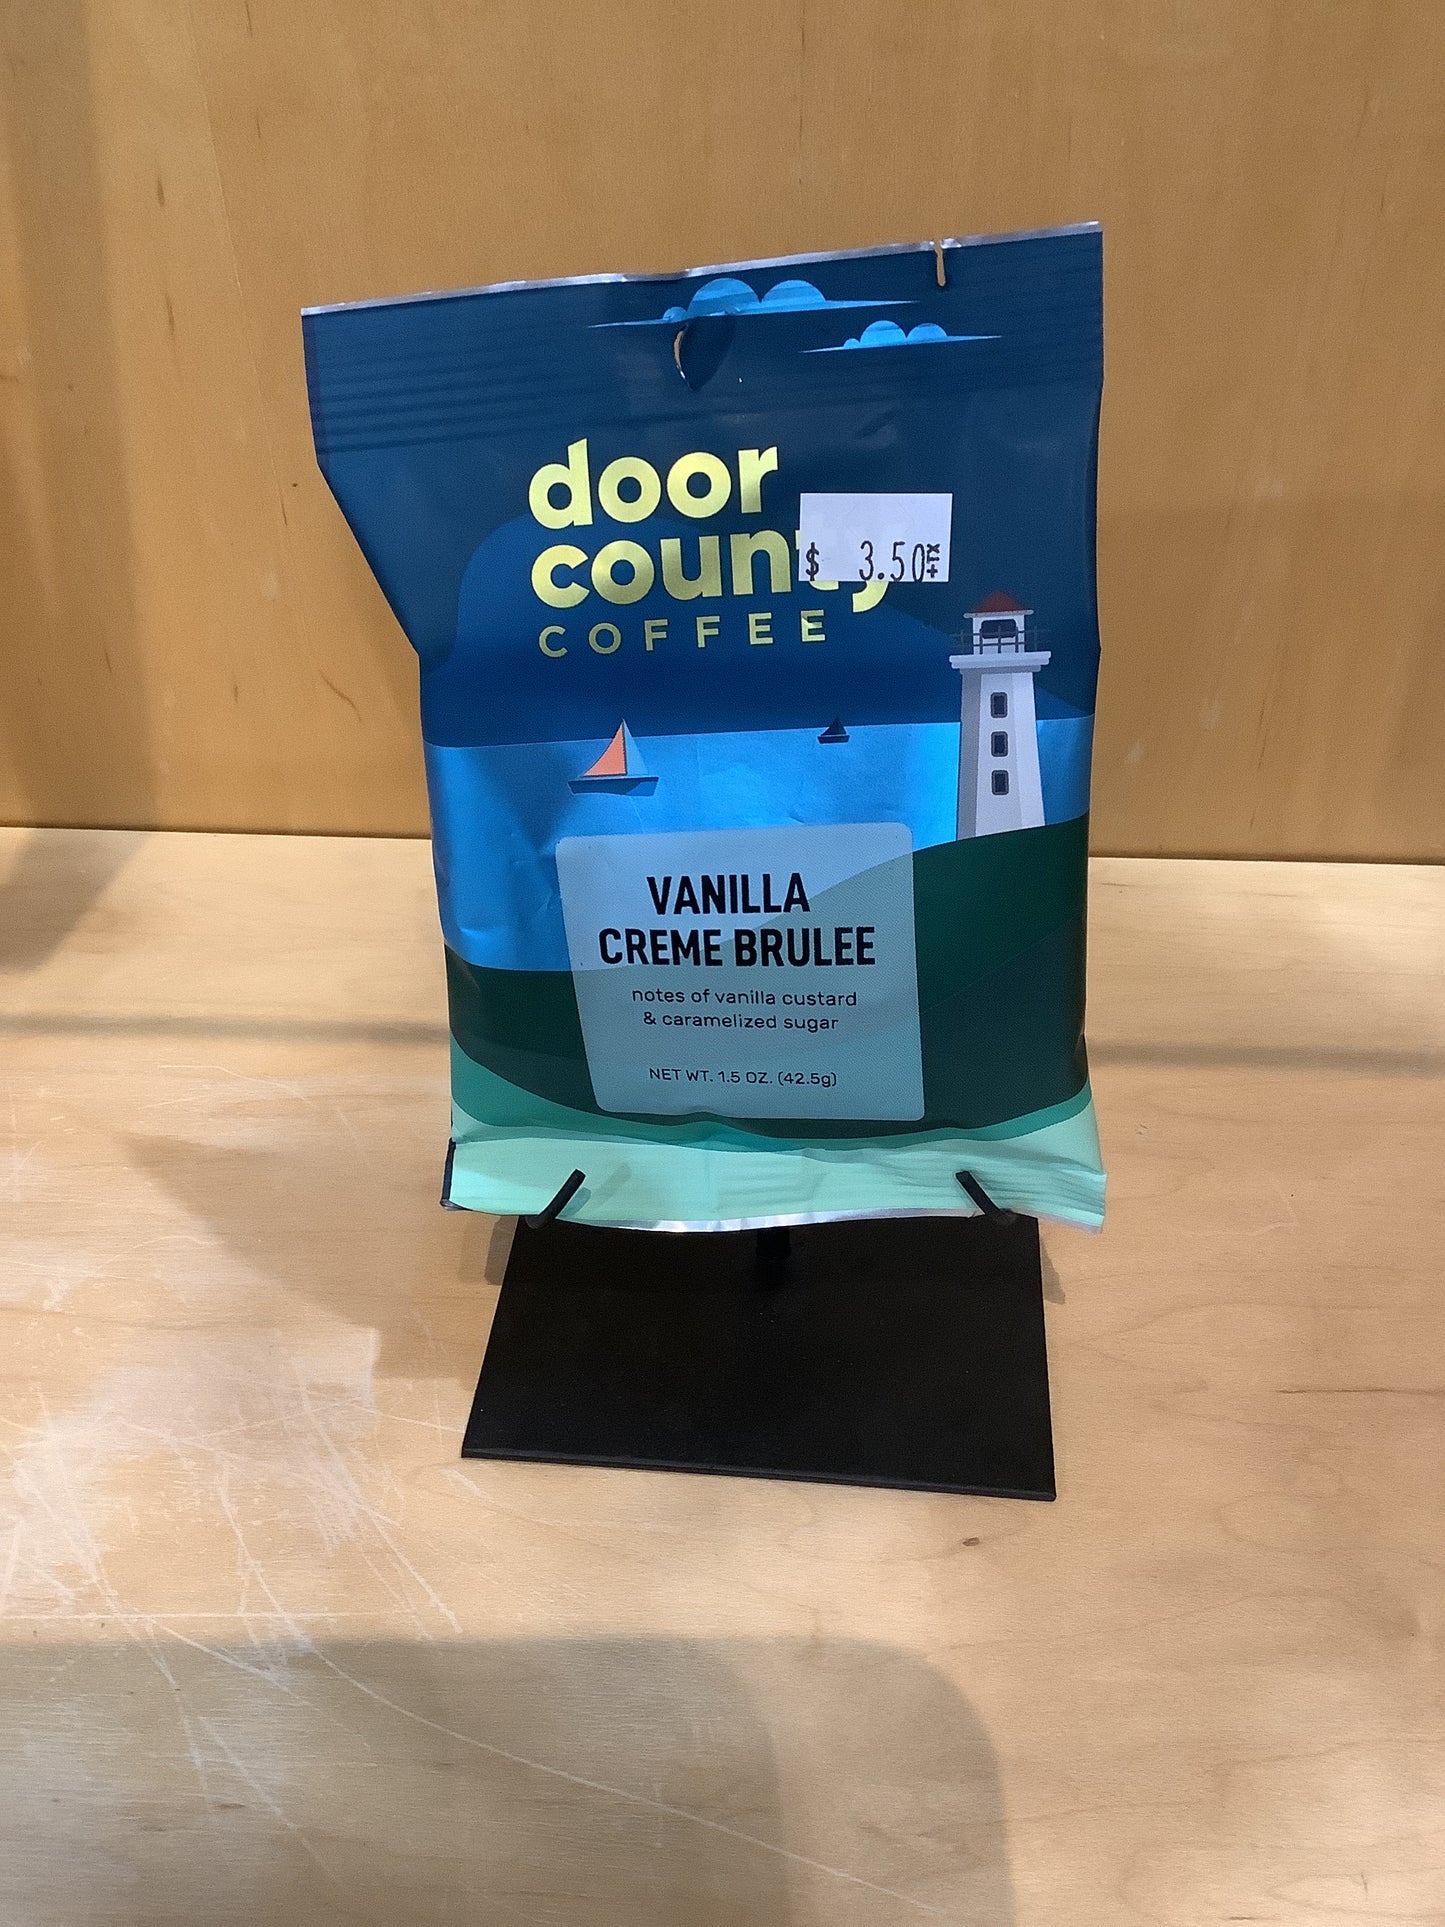 door
county
COFFEE
$ 3.50
VANILLA
CREME BRULEE
notes of vanilla custard
& caramelized sugar
NET WT. 1.5 OZ. (42.5g)